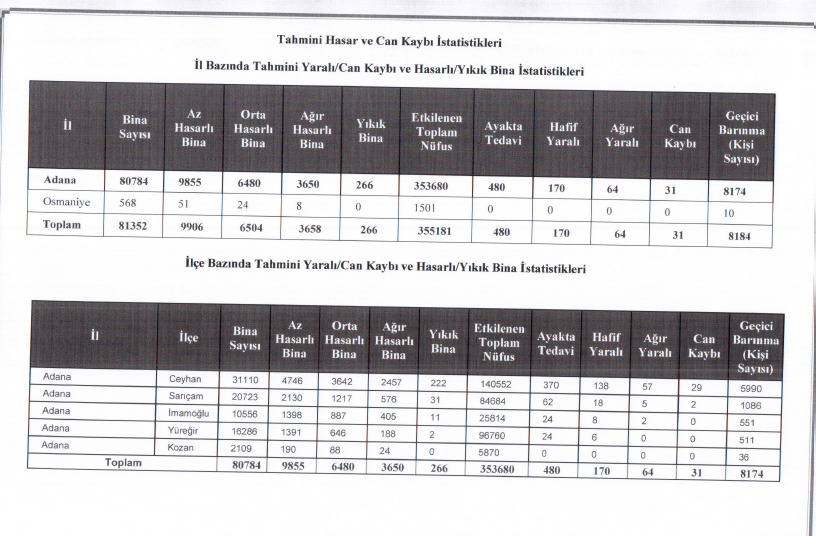 Tahmini Hasar ve Can Kaybı İstatistikleri
İl Bazında Tahmini Yaralı/Can Kaybı ve Hasarlı/Yıkık Bina İstatistikleri
İl Bina Sayısı Az Hasarlı Bina Orta Hasarlı Bina Ağır Hasarlı Bina Yıkık Bina Etkilenen Toplam Nüfus Ayakta Tedavi Hafif Yaralı Ağır Yaralı Can Kaybı Geçici Barınma (Kişi Sayısı)
Adana 80784 9855 6480 3650 266 353680 480 170 64 31 8174
Osmaniye 568 51 24 8 0 1501 0 0 0 0 10
Toplam 81352 9906 6504 3658 266 355181 480 170 64 31 8184
İlçe Bazında Tahmini Yaralı/Can Kaybı ve Hasarlı/Yıkık Bina İstatistikleri
İl İlçe Bina Sayısı Az Hasarlı Bina Orta Hasarlı Bina Ağır Hasarlı Bina Yıkık Bina Etkilenen Toplam Nüfus Ayakta Tedavi Hafif Yaralı Ağır Yaralı Can Kaybı Geçici Barınma (Kişi Sayısı)
Adana Ceyhan 31110 4746 3642 2457 222 140552 370 138 57 29 5990
Adana Sarıçam 20723 2130 1217 576 31 84684 62 18 5 2 1086
Adana İmamoğlu 10556 1398 887 405 11 25814 24 8 2 0 551
Adana Yüreğir 16286 1391 646 188 2 96760 24 6 0 0 511
Adana Kozan 2109 190 88 24 0 5870 0 0 0 0 36
Toplam 80784 9855 6480 3650 266 353680 480 170 64 31 8174